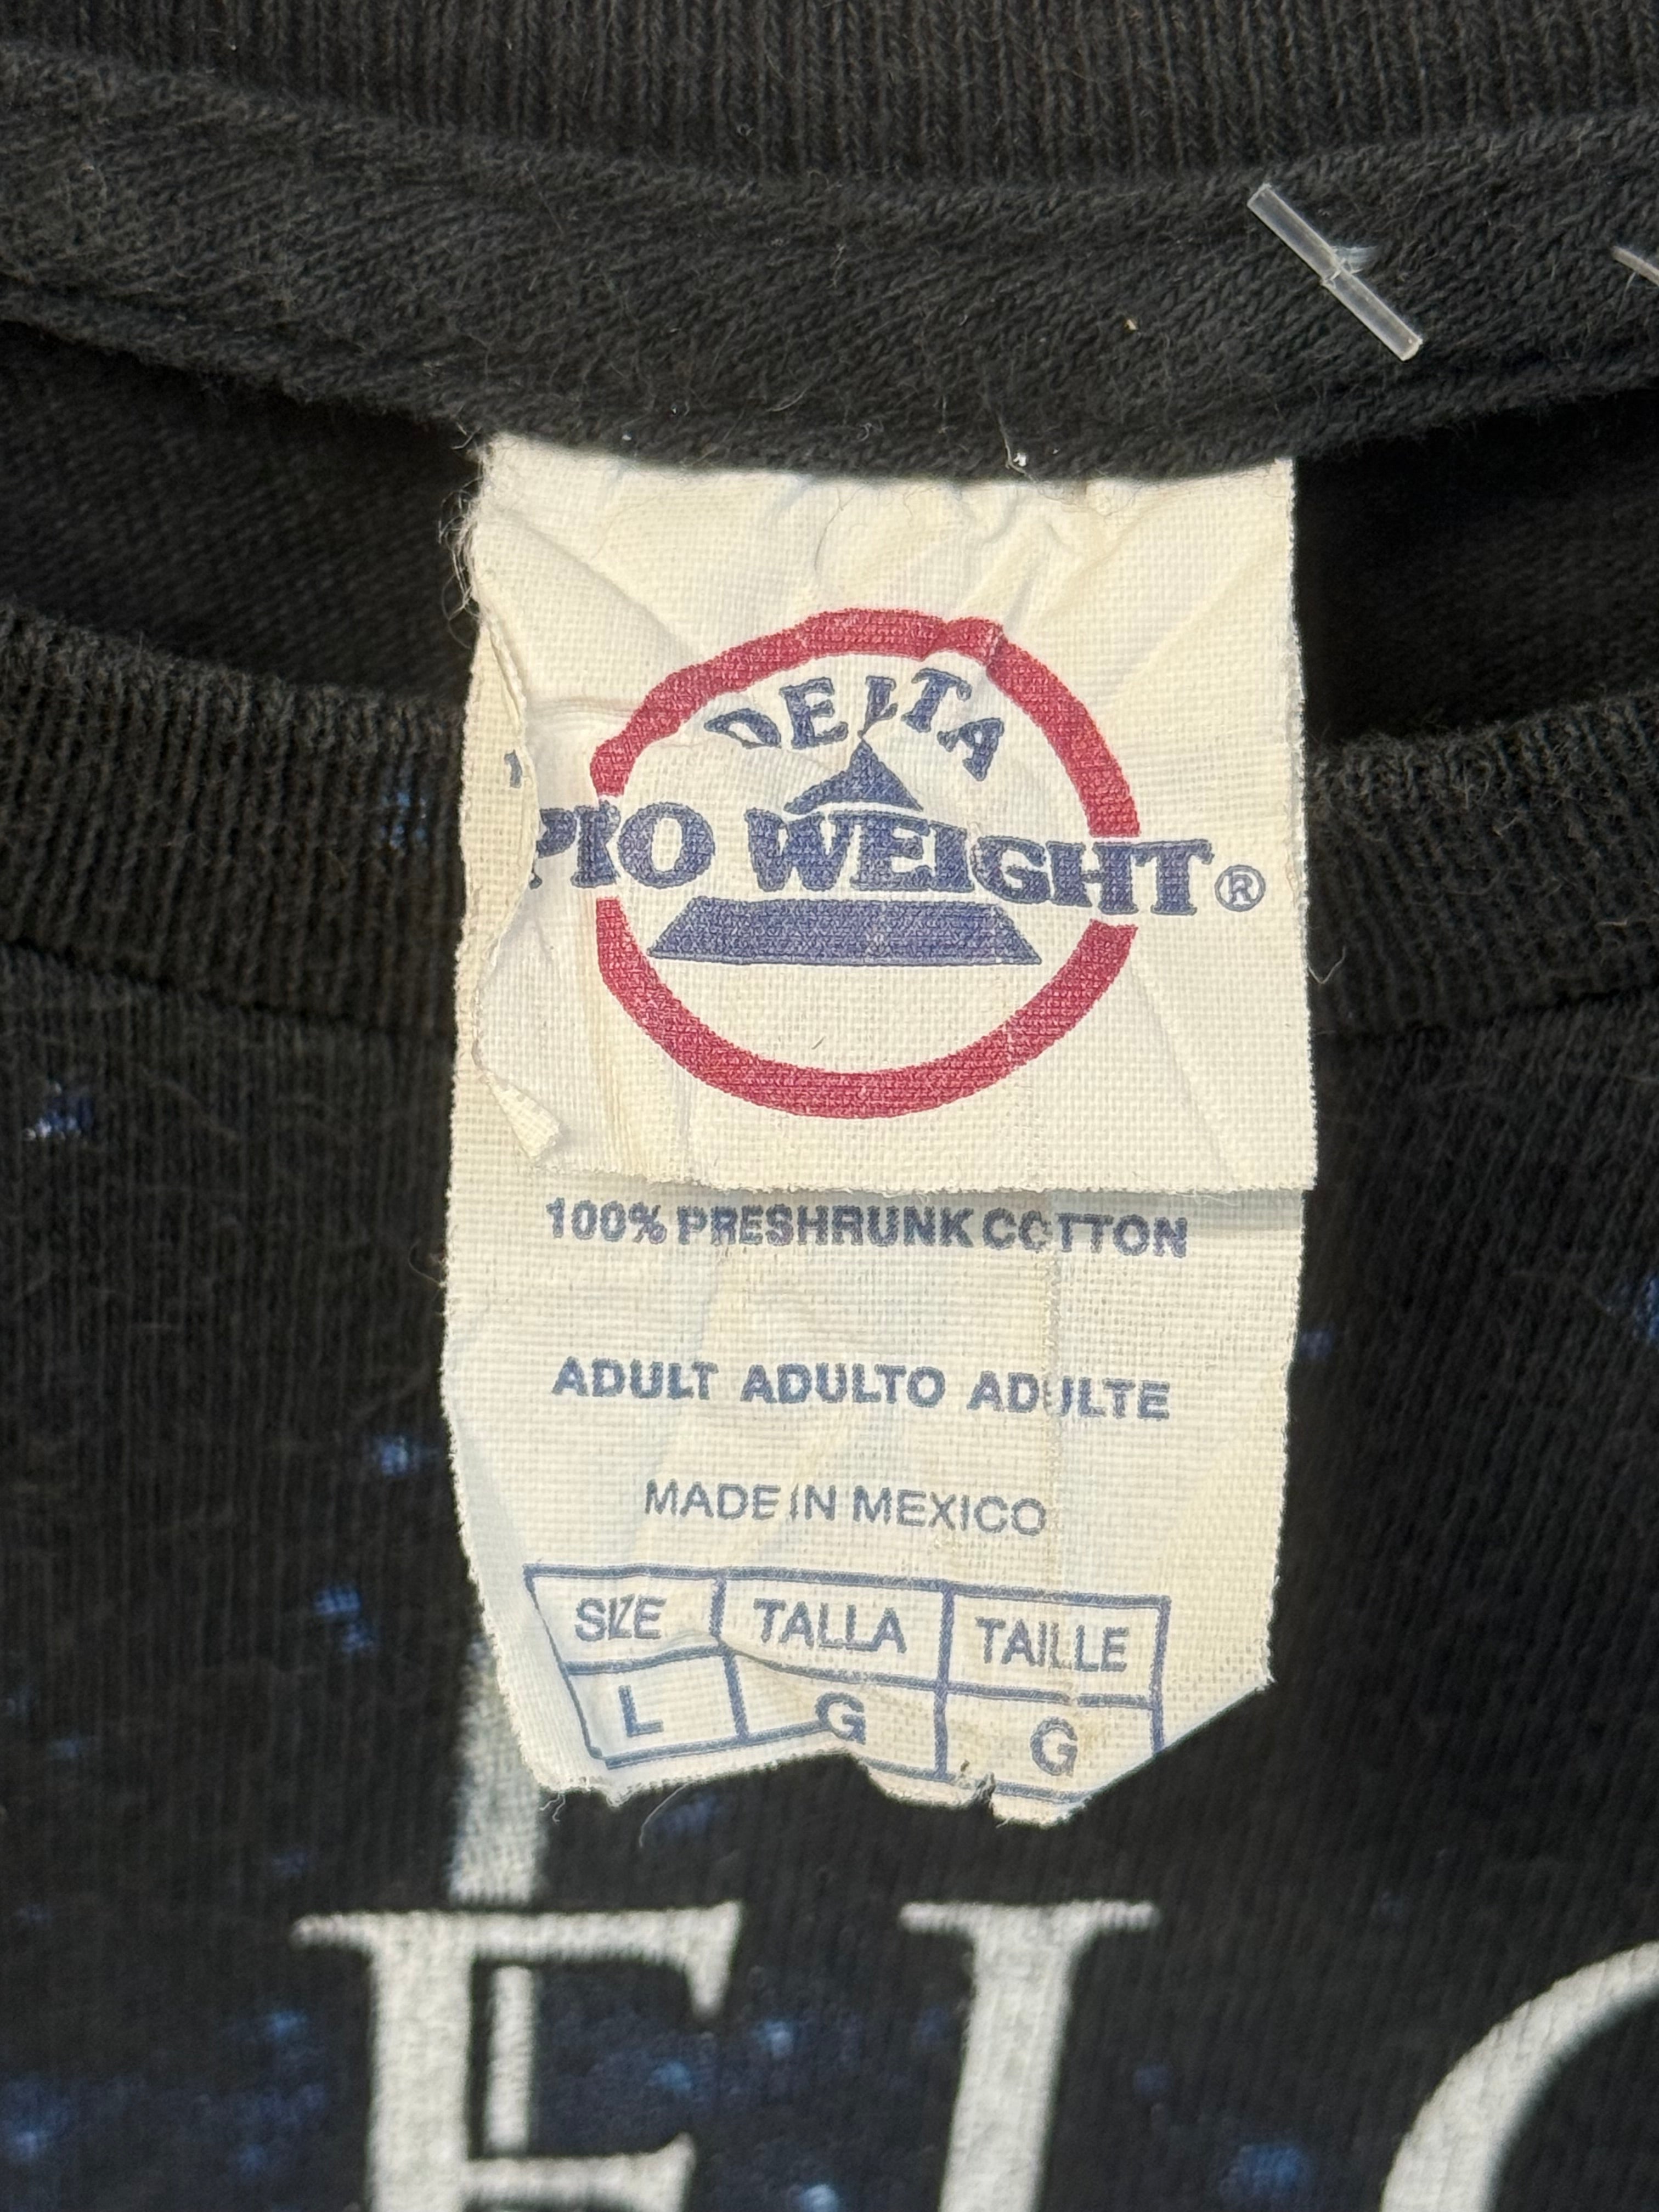 DELTA
PRO WEIGHT®
100% PRESHRUNK COTTON
ADULT ADULTO ADULTE
MADE IN MEXICO
SIZE TALLA TAILLE
L G G